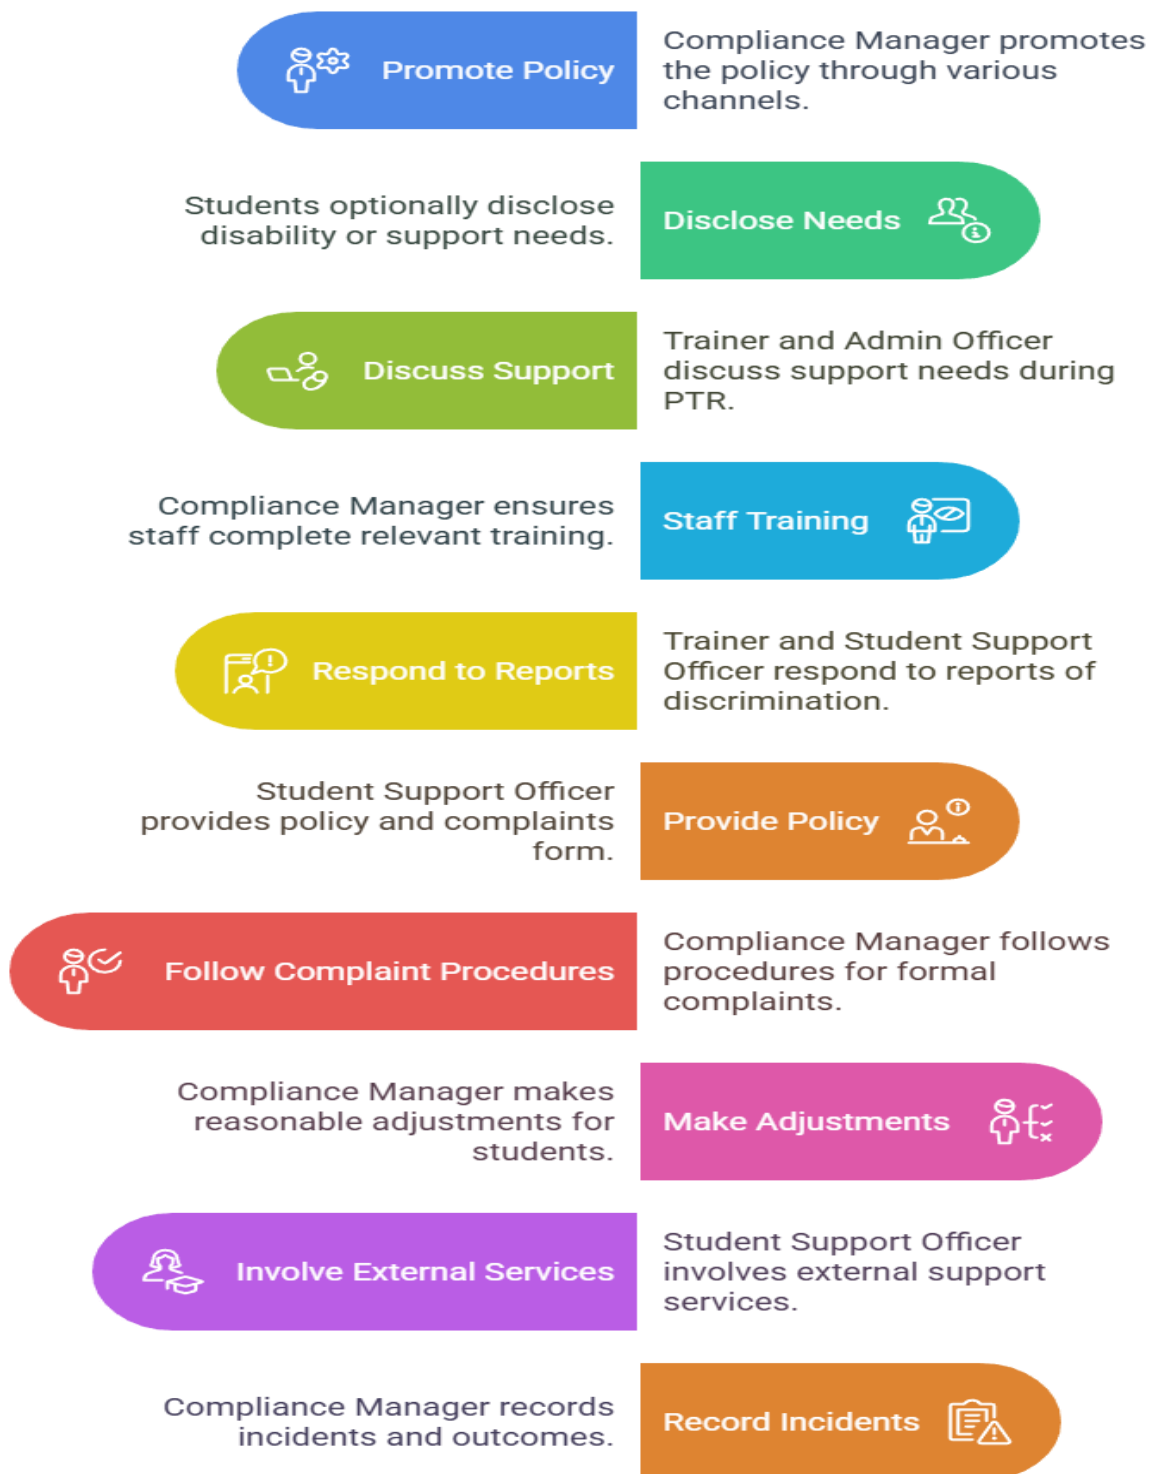 Promote Policy
Compliance Manager promotes
the policy through various
channels.
Students optionally disclose
disability or support needs.
Disclose Needs
Discuss Support
Trainer and Admin Officer
discuss support needs during
PTR.
Compliance Manager ensures
staff complete relevant training.
Staff Training
Respond to Reports
Trainer and Student Support
Officer respond to reports of
discrimination.
Student Support Officer
provides policy and complaints
form.
Provide Policy
Follow Complaint Procedures
Compliance Manager follows
procedures for formal
complaints.
Compliance Manager makes
reasonable adjustments for
students.
Make Adjustments
Involve External Services
Student Support Officer
involves external support
services.
Compliance Manager records
incidents and outcomes.
Record Incidents